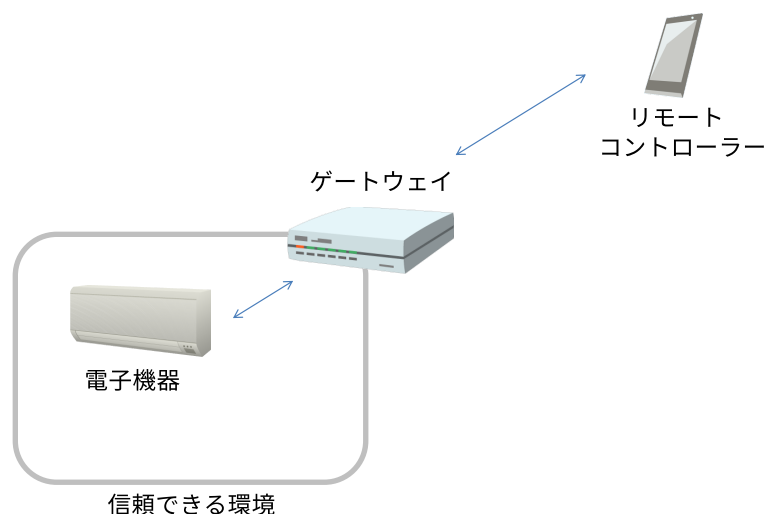 リモート
コントローラー
ゲートウェイ
電子機器
信頼できる環境